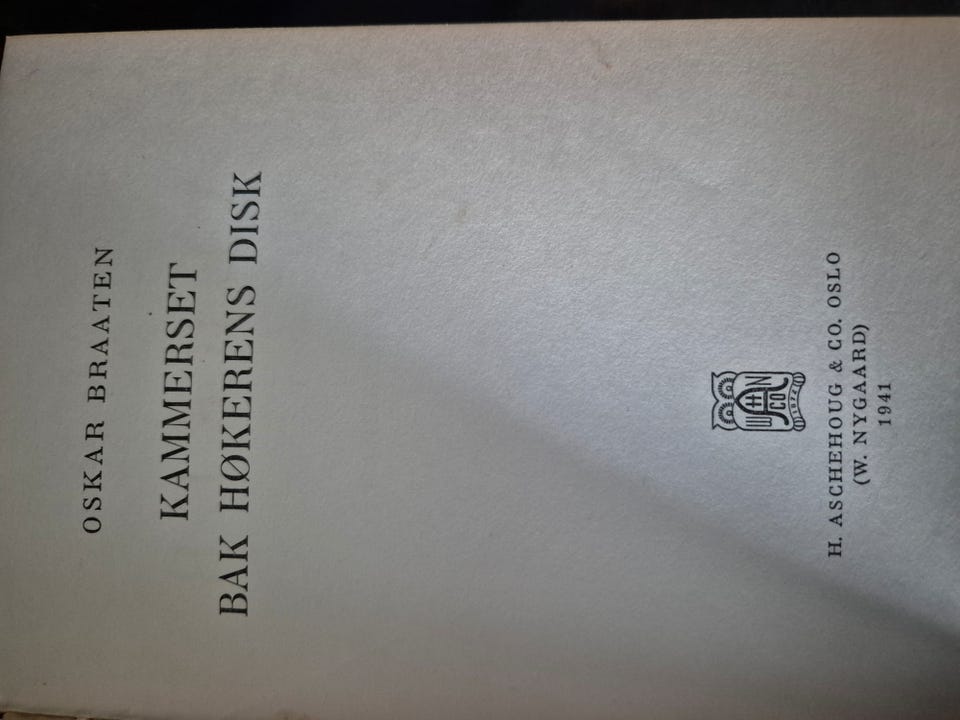 OSKAR BRAATEN
KAMMERSET
BAK HØKERENS DISK
H. ASCHEHOUG & CO. OSLO
(W. NYGAARD)
1941